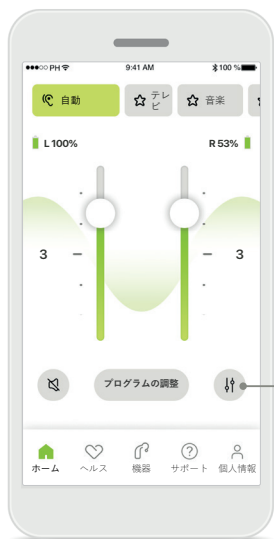 ●●●○○ PH 9:41 AM 100 %
自動
テレビ
音楽
L 100% R 53%
3 3
プログラムの調整
ホーム ヘルス 機器 サポート 個人情報